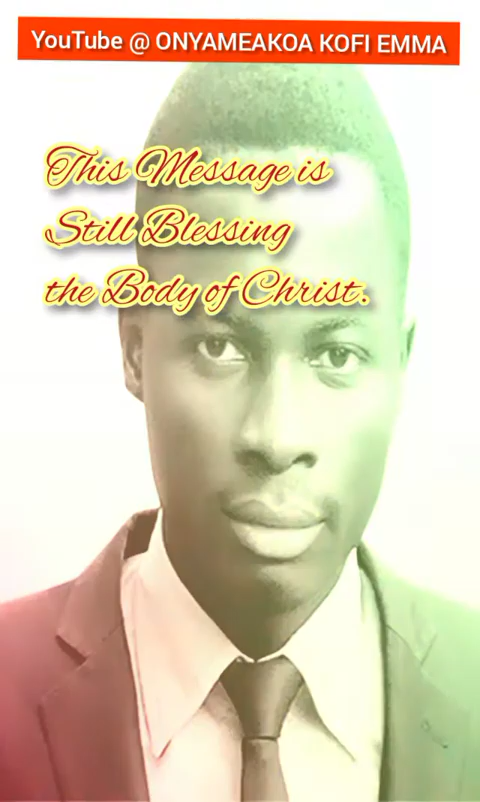 YouTube @ ONYAMEAKOA KOFI EMMA
This Message is
Still Blessing
the Body of Christ.